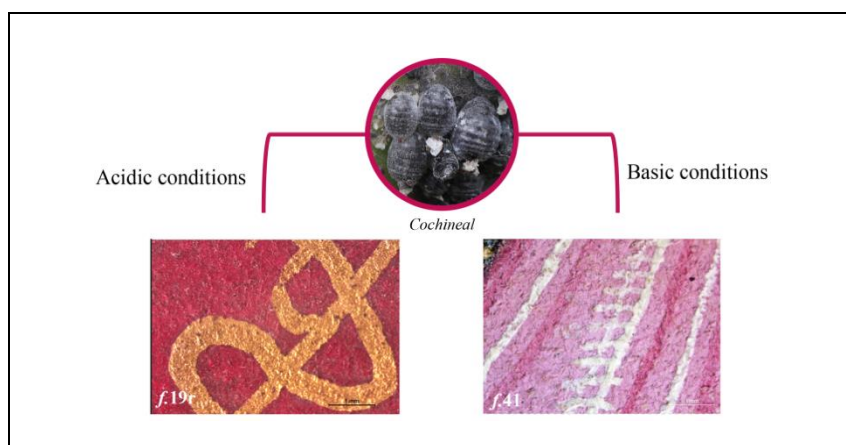 Acidic conditions
Basic conditions
Cochineal
f.19r
f.41